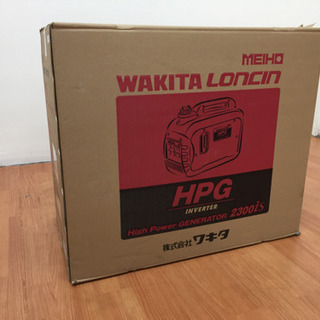 MEIHO
WAKITA LONCIN
HPG
INVERTER
High Power GENERATOR 2300is
株式会社 ワキタ